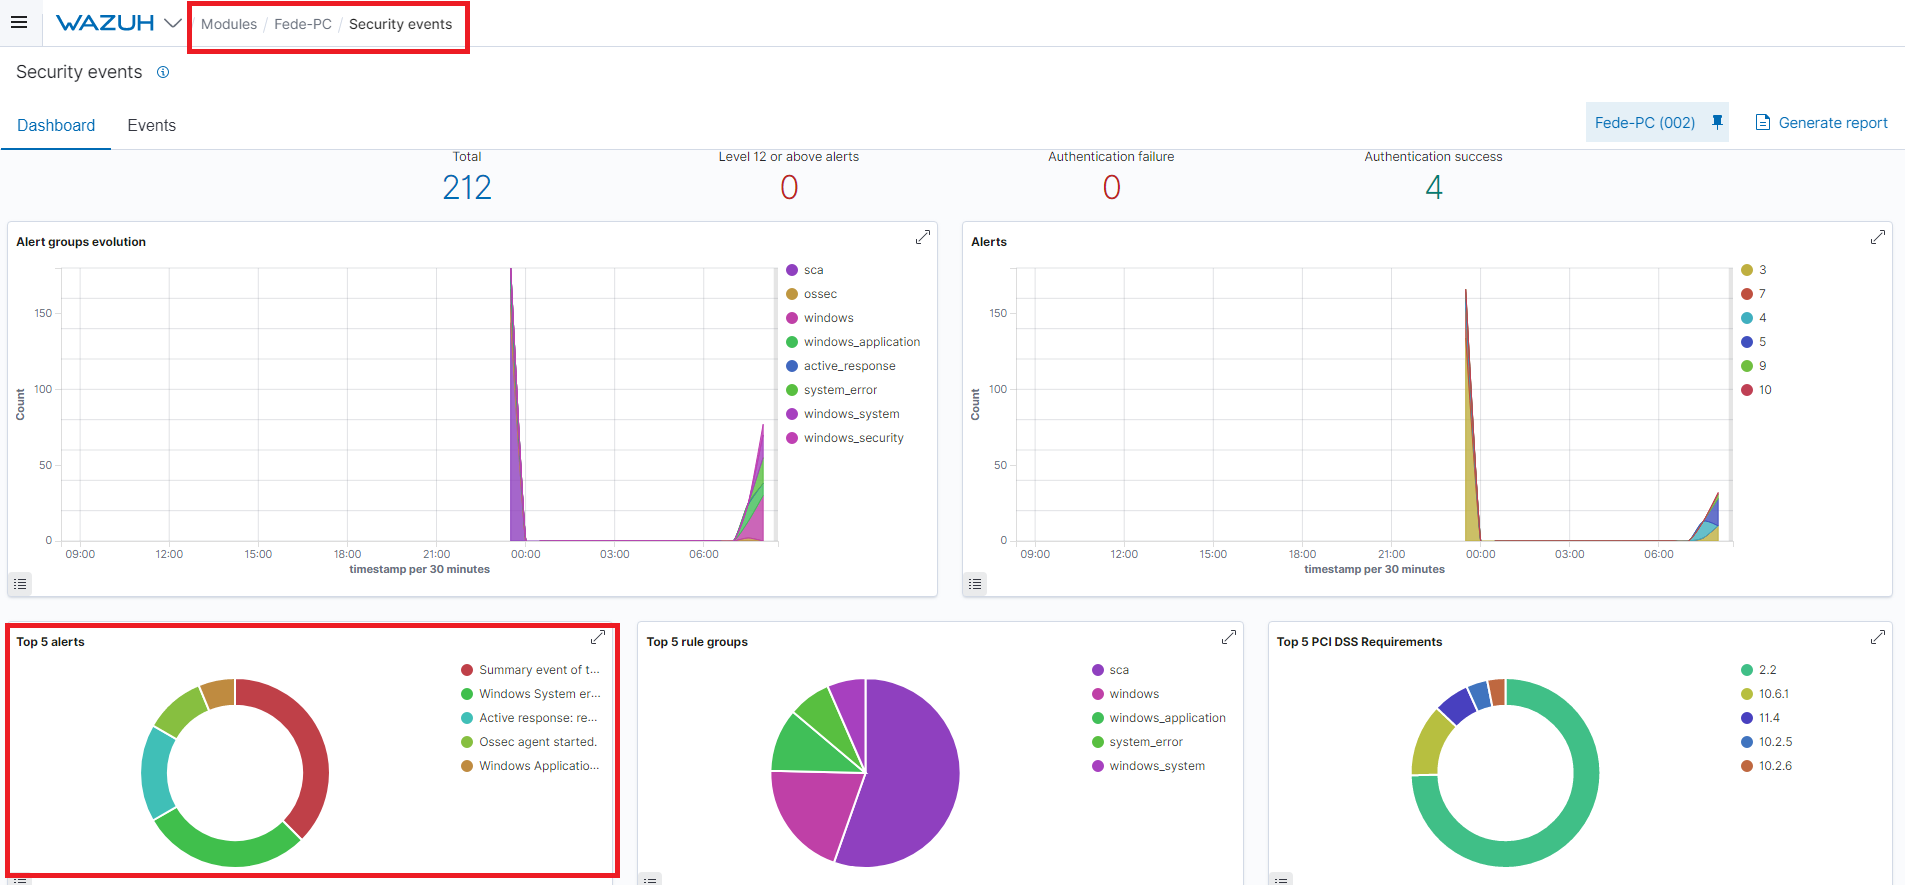 WAZUH
Modules / Fede-PC / Security events
Security events
Dashboard Events
Fede-PC (002) Generate report
Total Level 12 or above alerts Authentication failure Authentication success
212 0 0 4
Alert groups evolution
150
100
50
0
Count
09:00 12:00 15:00 18:00 21:00 00:00 03:00 06:00
timestamp per 30 minutes
sca
ossec
windows
windows_application
active_response
system_error
windows_system
windows_security
Alerts
150
100
50
0
Count
09:00 12:00 15:00 18:00 21:00 00:00 03:00 06:00
timestamp per 30 minutes
3
7
4
5
9
10
Top 5 alerts
Summary event of t...
Windows System er...
Active response: re...
Ossec agent started.
Windows Applicatio...
Top 5 rule groups
sca
windows
windows_application
system_error
windows_system
Top 5 PCI DSS Requirements
2.2
10.6.1
11.4
10.2.5
10.2.6